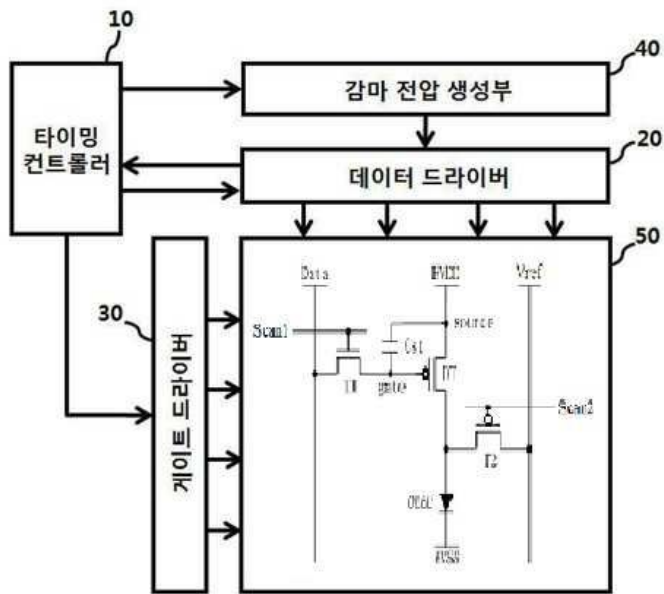 10
40
감마 전압 생성부
타이밍
컨트롤러
20
데이터 드라이버
50
Data
Vref
30
Scan1
source
Cst
gate
Scan2
게이트 드라이버